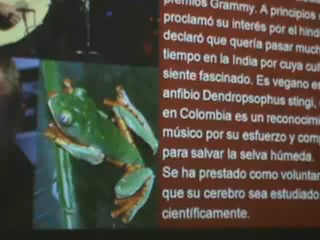 premios Grammy. A principios
proclamó su interés por el hind
declaró que quería pasar much
tiempo en la India por cuya cul
siente fascinado. Es vegano e
anfibio Dendropsophus stingi,
en Colombia es un reconocimi
músico por su esfuerzo y comp
para salvar la selva húmeda.
Se ha prestado como voluntar
que su cerebro sea estudiado
científicamente.